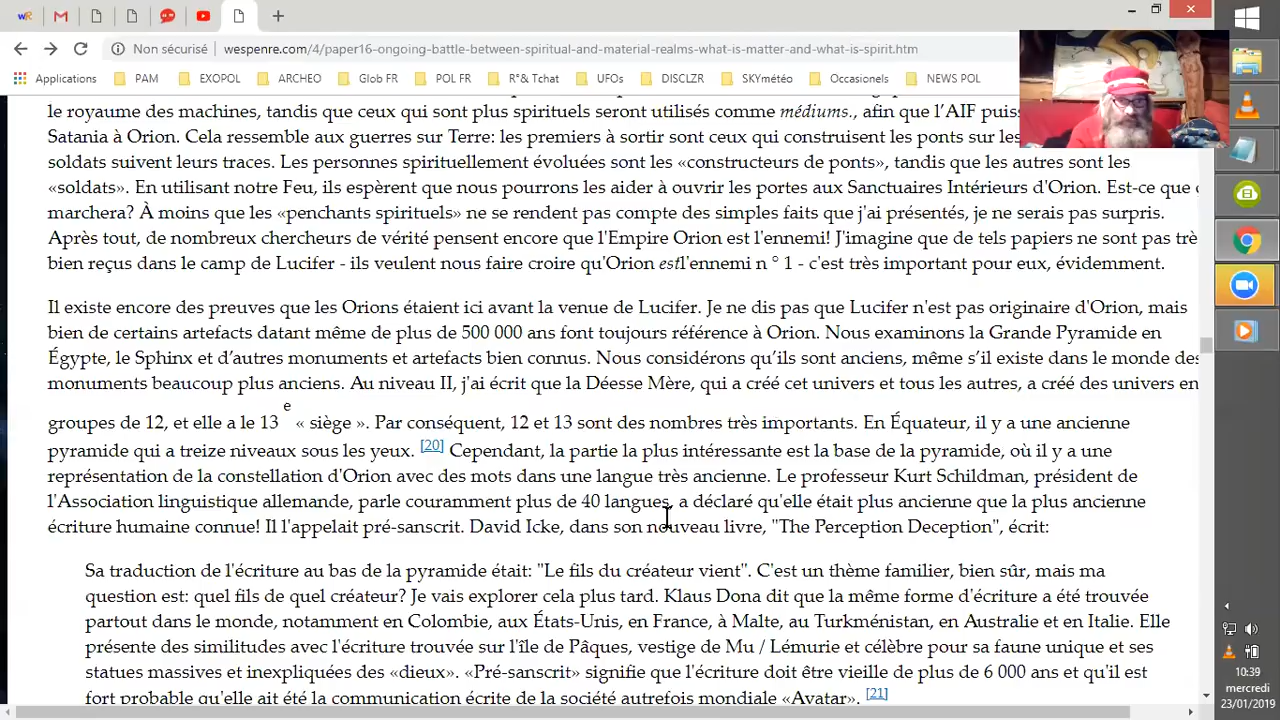 Non sécurisé | wespenre.com/4/paper16-ongoing-battle-between-spiritual-and-material-realms-what-is-matter-and-what-is-spirit.htm
Applications PAM EXOPOL ARCHEO Glob FR POL FR R°& Tchat UFOs DISCLZR SKYmétéo Occasionels NEWS POL
le royaume des machines, tandis que ceux qui sont plus spirituels seront utilisés comme médiums., afin que l'AIF puis
Satania à Orion. Cela ressemble aux guerres sur Terre: les premiers à sortir sont ceux qui construisent les ponts sur les
soldats suivent leurs traces. Les personnes spirituellement évoluées sont les «constructeurs de ponts», tandis que les autres sont les
«soldats». En utilisant notre Feu, ils espèrent que nous pourrons les aider à ouvrir les portes aux Sanctuaires Intérieurs d'Orion. Est-ce que
marchera? À moins que les «penchants spirituels» ne se rendent pas compte des simples faits que j'ai présentés, je ne serais pas surpris.
Après tout, de nombreux chercheurs de vérité pensent encore que l'Empire Orion est l'ennemi! J'imagine que de tels papiers ne sont pas trè
bien reçus dans le camp de Lucifer - ils veulent nous faire croire qu'Orion estl'ennemi n ° 1 - c'est très important pour eux, évidemment.
Il existe encore des preuves que les Orions étaient ici avant la venue de Lucifer. Je ne dis pas que Lucifer n'est pas originaire d'Orion, mais
bien de certains artefacts datant même de plus de 500 000 ans font toujours référence à Orion. Nous examinons la Grande Pyramide en
Égypte, le Sphinx et d'autres monuments et artefacts bien connus. Nous considérons qu'ils sont anciens, même s'il existe dans le monde des
monuments beaucoup plus anciens. Au niveau II, j'ai écrit que la Déesse Mère, qui a créé cet univers et tous les autres, a créé des univers en
groupes de 12, et elle a le 13 e « siège ». Par conséquent, 12 et 13 sont des nombres très importants. En Équateur, il y a une ancienne
pyramide qui a treize niveaux sous les yeux. [20] Cependant, la partie la plus intéressante est la base de la pyramide, où il y a une
représentation de la constellation d'Orion avec des mots dans une langue très ancienne. Le professeur Kurt Schildman, président de
l'Association linguistique allemande, parle couramment plus de 40 langues, a déclaré qu'elle était plus ancienne que la plus ancienne
écriture humaine connue! Il l'appelait pré-sanscrit. David Icke, dans son nouveau livre, "The Perception Deception", écrit:
Sa traduction de l'écriture au bas de la pyramide était: "Le fils du créateur vient". C'est un thème familier, bien sûr, mais ma
question est: quel fils de quel créateur? Je vais explorer cela plus tard. Klaus Dona dit que la même forme d'écriture a été trouvée
partout dans le monde, notamment en Colombie, aux États-Unis, en France, à Malte, au Turkménistan, en Australie et en Italie. Elle
présente des similitudes avec l'écriture trouvée sur l'île de Pâques, vestige de Mu / Lémurie et célèbre pour sa faune unique et ses
statues massives et inexpliquées des «dieux». «Pré-sanscrit» signifie que l'écriture doit être vieille de plus de 6 000 ans et qu'il est
fort probable qu'elle ait été la communication écrite de la société autrefois mondiale «Avatar». [21]
10:39
mercredi
23/01/2019